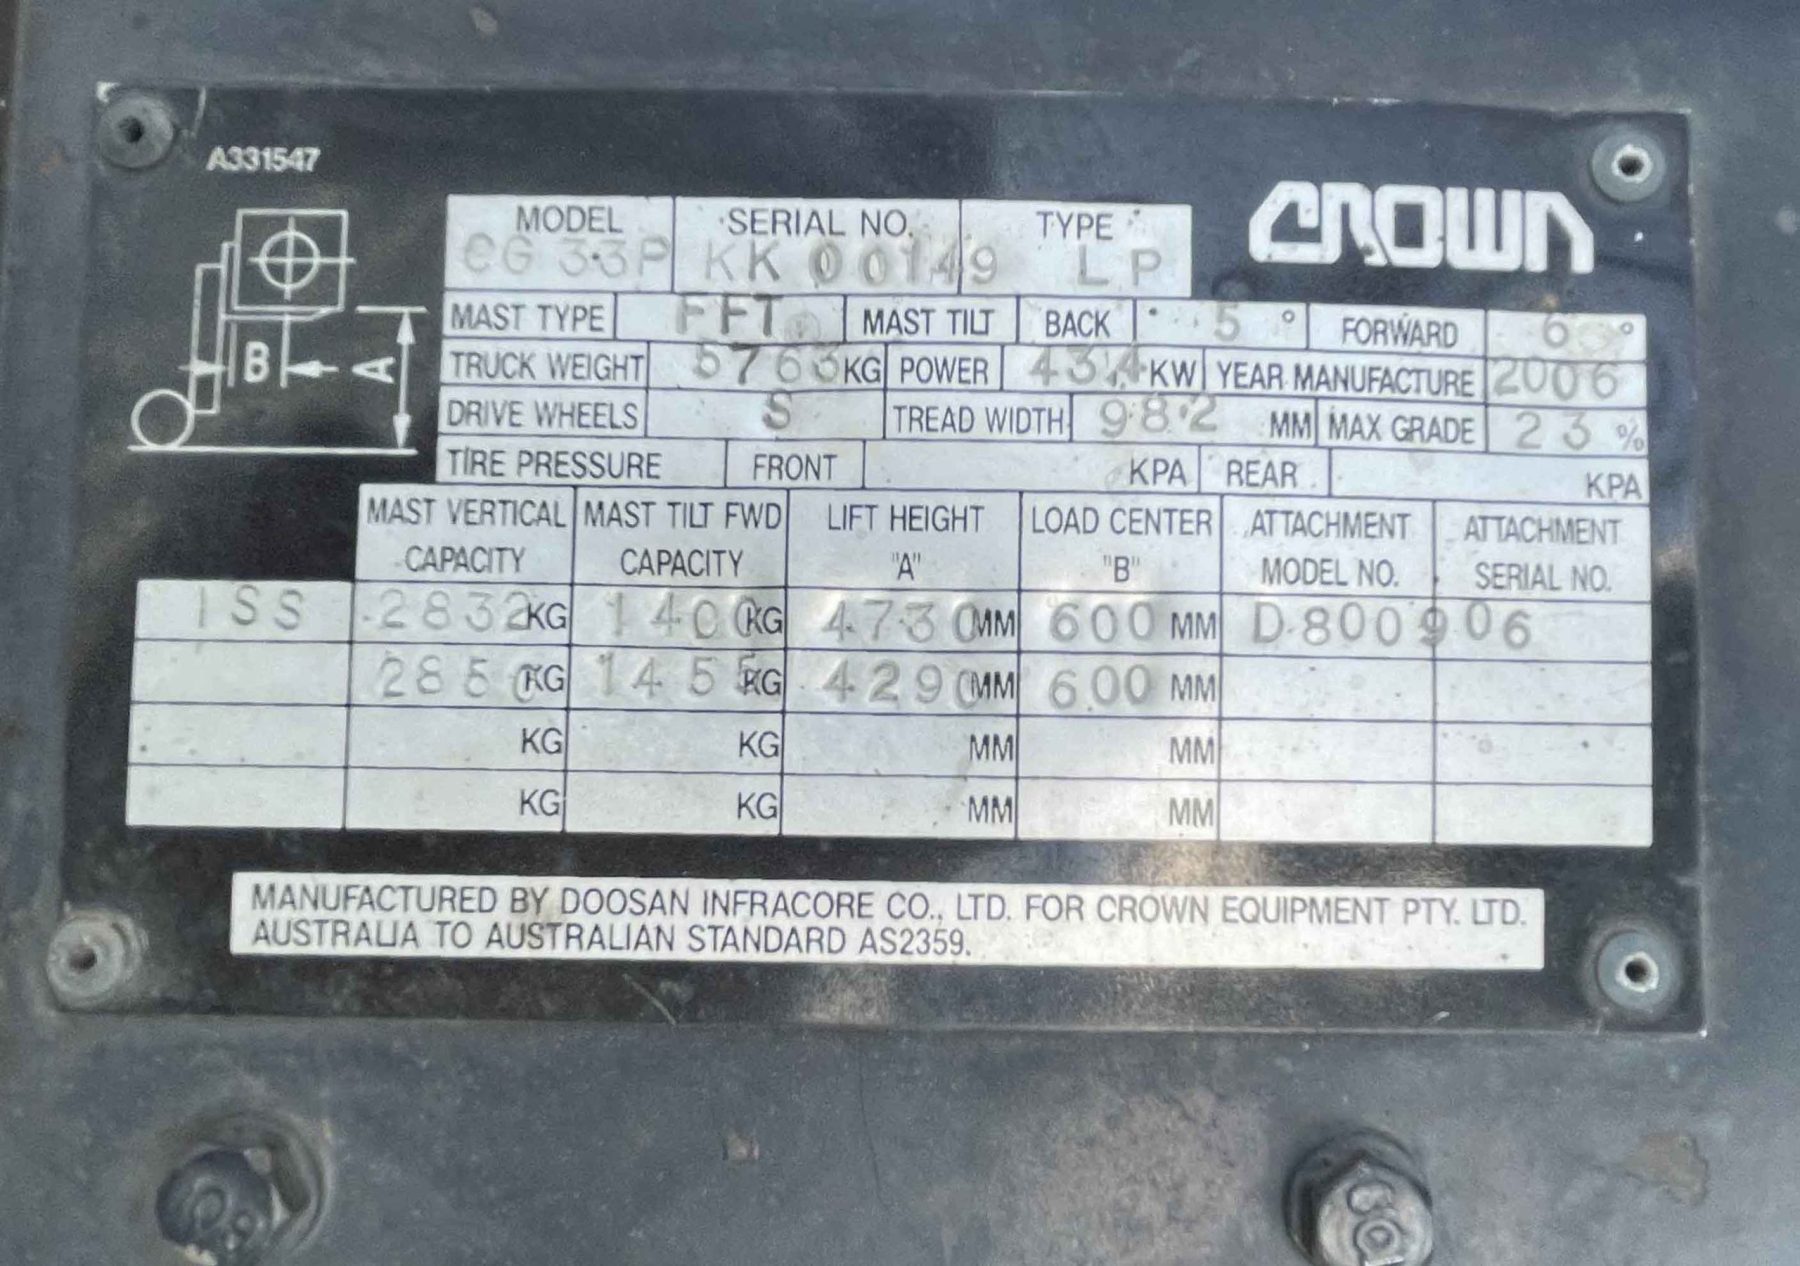 A331547
CROWN
MODEL SERIAL NO. TYPE
CG 33P KK 00149 LP
MAST TYPE FFT MAST TILT BACK 5° FORWARD 6°
TRUCK WEIGHT 5763 KG POWER 43.4 KW YEAR MANUFACTURE 2006
DRIVE WHEELS S TREAD WIDTH 982 MM MAX GRADE 23 %
TIRE PRESSURE FRONT KPA REAR KPA
MAST VERTICAL MAST TILT FWD LIFT HEIGHT LOAD CENTER ATTACHMENT ATTACHMENT
CAPACITY CAPACITY "A" "B" MODEL NO. SERIAL NO.
ISS 2832 KG 1400 KG 4730 MM 600 MM D 800906
2850 KG 1455 KG 4290 MM 600 MM
KG KG MM MM
KG KG MM MM
B A
MANUFACTURED BY DOOSAN INFRACORE CO., LTD. FOR CROWN EQUIPMENT PTY. LTD.
AUSTRALIA TO AUSTRALIAN STANDARD AS2359.